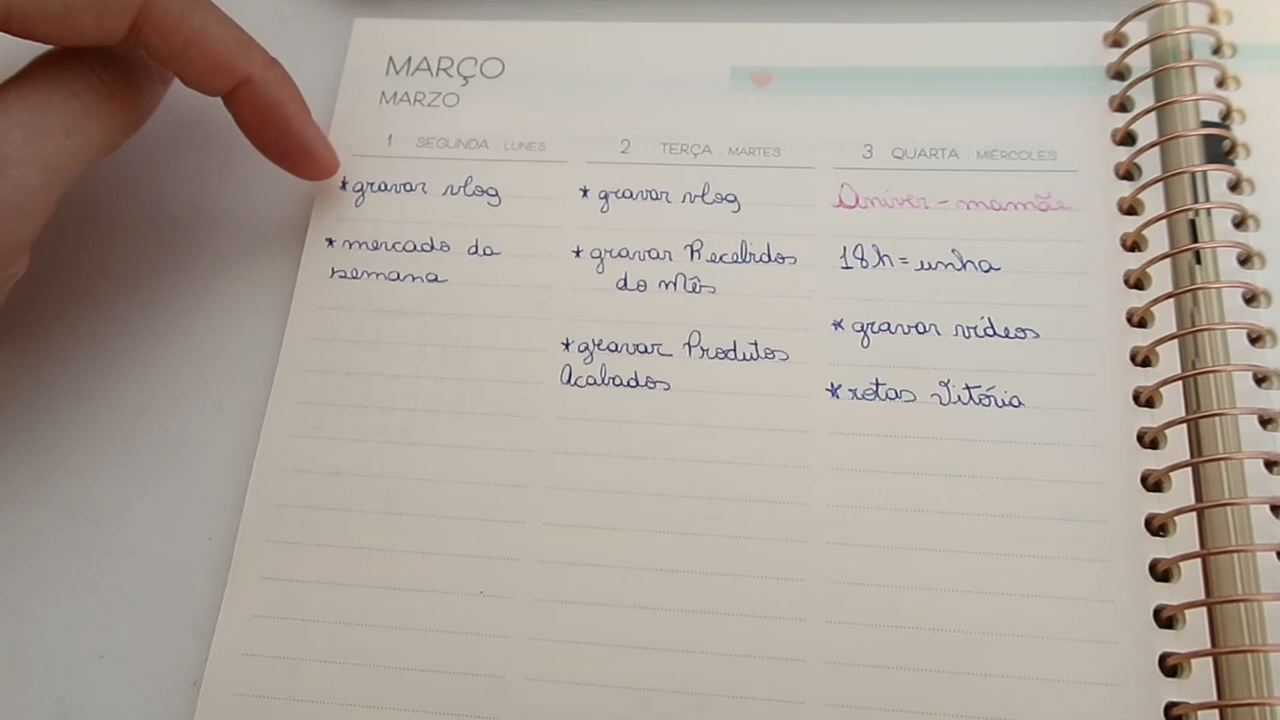 MARÇO
MARZO
1 SEGUNDA . LUNES
*gravar vlog
*mercado da
semana
2 TERÇA . MARTES
* gravar vlog
*gravar Recebidos
do mês
*gravar Produtos
Acabados
3 QUARTA . MIÉRCOLES
Aniver - mamãe
18h = unha
*gravar vídeos
*rotas Vitória